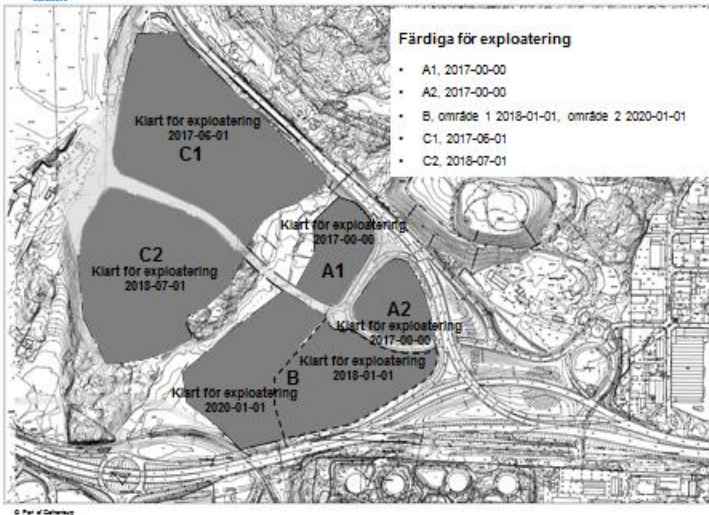 Färdiga för exploatering
• A1, 2017-00-00
• A2, 2017-00-00
• B, område 1 2018-01-01, område 2 2020-01-01
• C1, 2017-06-01
• C2, 2018-07-01
Klart för exploatering
2017-06-01
C1
Klart för exploatering
2017-00-00
A1
C2
Klart för exploatering
2018-07-01
A2
Klart för exploatering
2017-00-00
Klart för exploatering
2018-01-01
B
Klart för exploatering
2020-01-01
© Port of Gothenburg